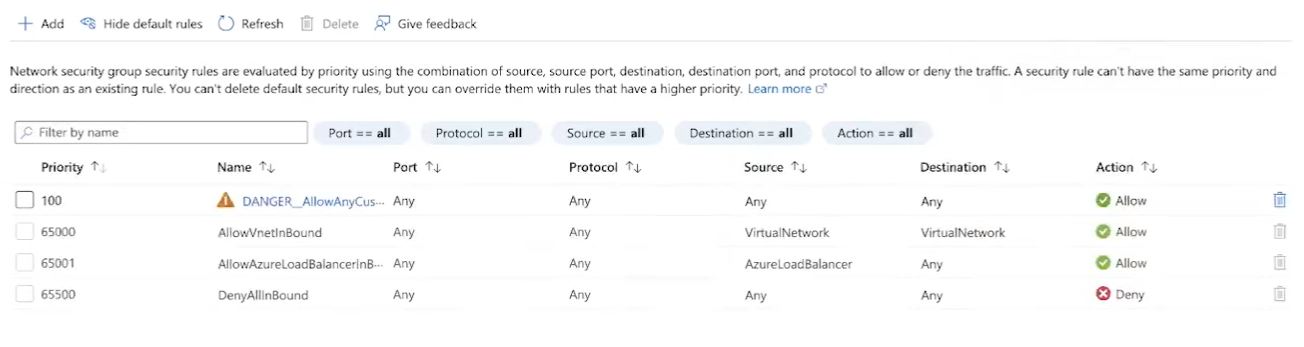 Add Hide default rules Refresh Delete Give feedback
Network security group security rules are evaluated by priority using the combination of source, source port, destination, destination port, and protocol to allow or deny the traffic. A security rule can't have the same priority and
direction as an existing rule. You can't delete default security rules, but you can override them with rules that have a higher priority. Learn more
Filter by name Port == all Protocol == all Source == all Destination == all Action == all
Priority Name Port Protocol Source Destination Action
100 DANGER__AllowAnyCus... Any Any Any Any Allow
65000 AllowVnetInBound Any Any VirtualNetwork VirtualNetwork Allow
65001 AllowAzureLoadBalancerInB... Any Any AzureLoadBalancer Any Allow
65500 DenyAllInBound Any Any Any Any Deny